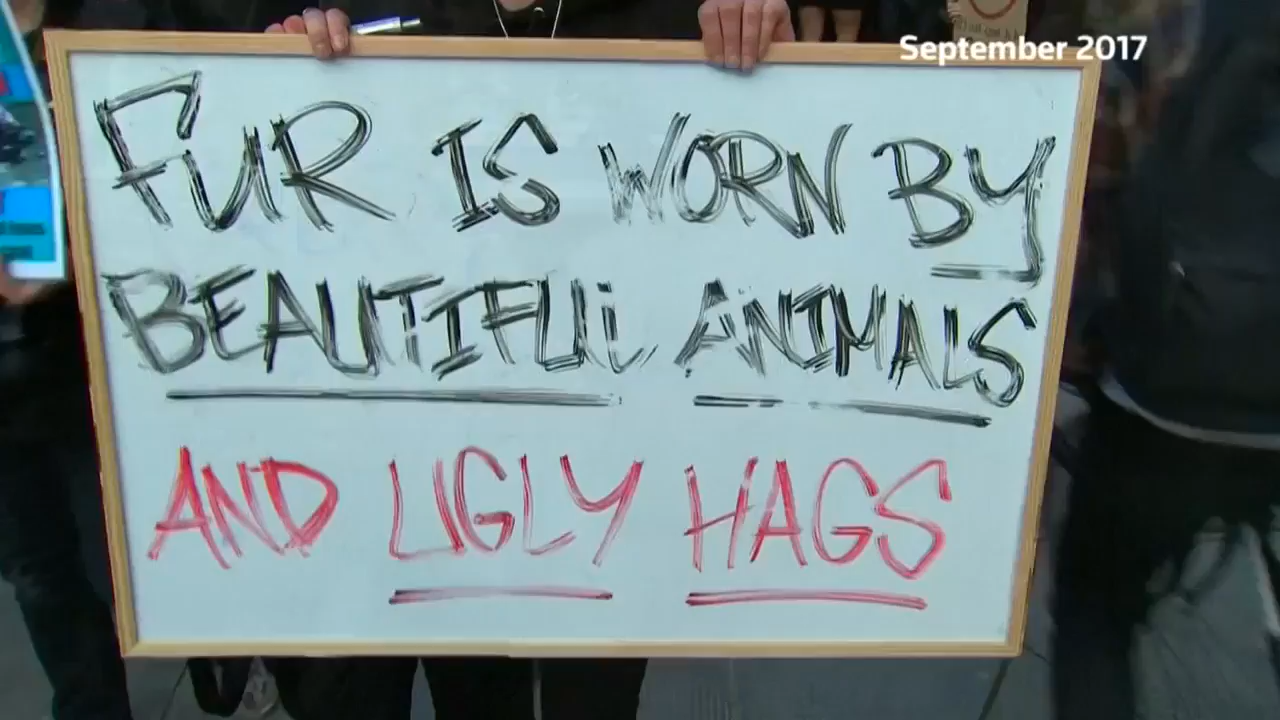 September 2017
FUR IS WORN BY
BEAUTIFUL ANIMALS
AND UGLY HAGS